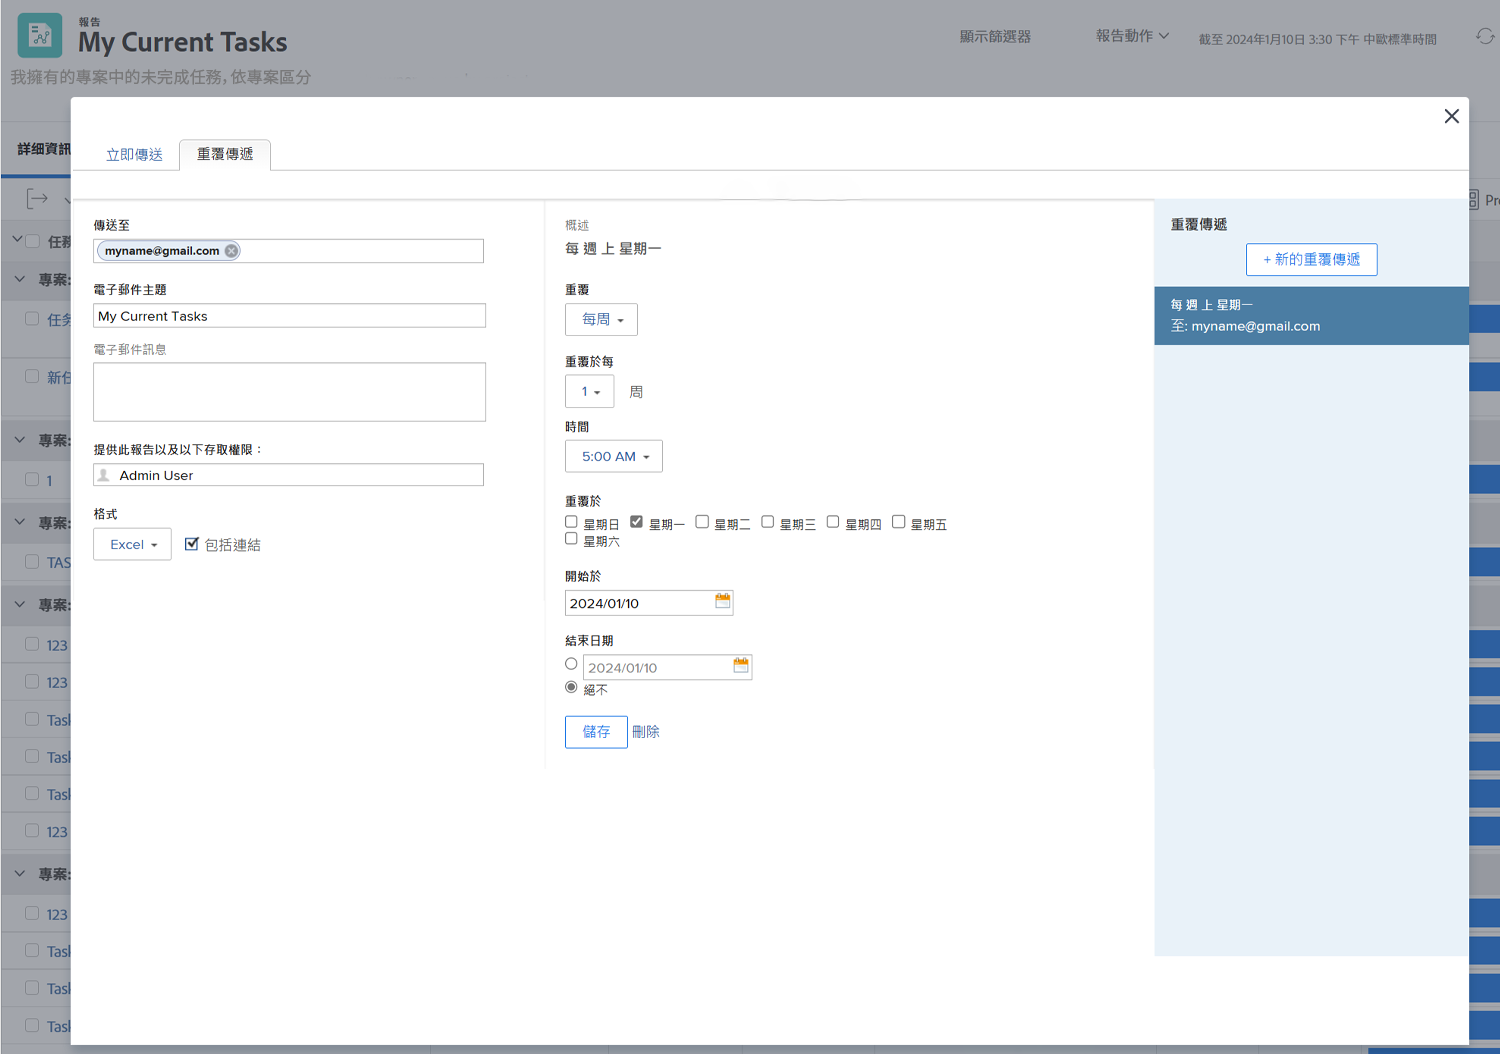 報告
My Current Tasks
顯示篩選器
報告動作
截至 2024年1月10日 3:30 下午 中歐標準時間
我擁有的專案中的未完成任務, 依專案區分
詳細資訊
立即傳送
重覆傳遞
傳送至
myname@gmail.com
電子郵件主題
My Current Tasks
電子郵件訊息
提供此報告以及以下存取權限：
Admin User
格式
Excel
包括連結
概述
每 週 上 星期一
重覆
每周
重覆於每
1 周
時間
5:00 AM
重覆於
星期日 星期一 星期二 星期三 星期四 星期五
星期六
開始於
2024/01/10
結束日期
2024/01/10
絕不
儲存 刪除
重覆傳遞
+ 新的重覆傳遞
每 週 上 星期一
至: myname@gmail.com
任務
專案:
任务
新任
專案:
1
專案:
TAS
專案:
123
123
Task
Task
Task
123
專案:
123
Task
Task
Task
Pro